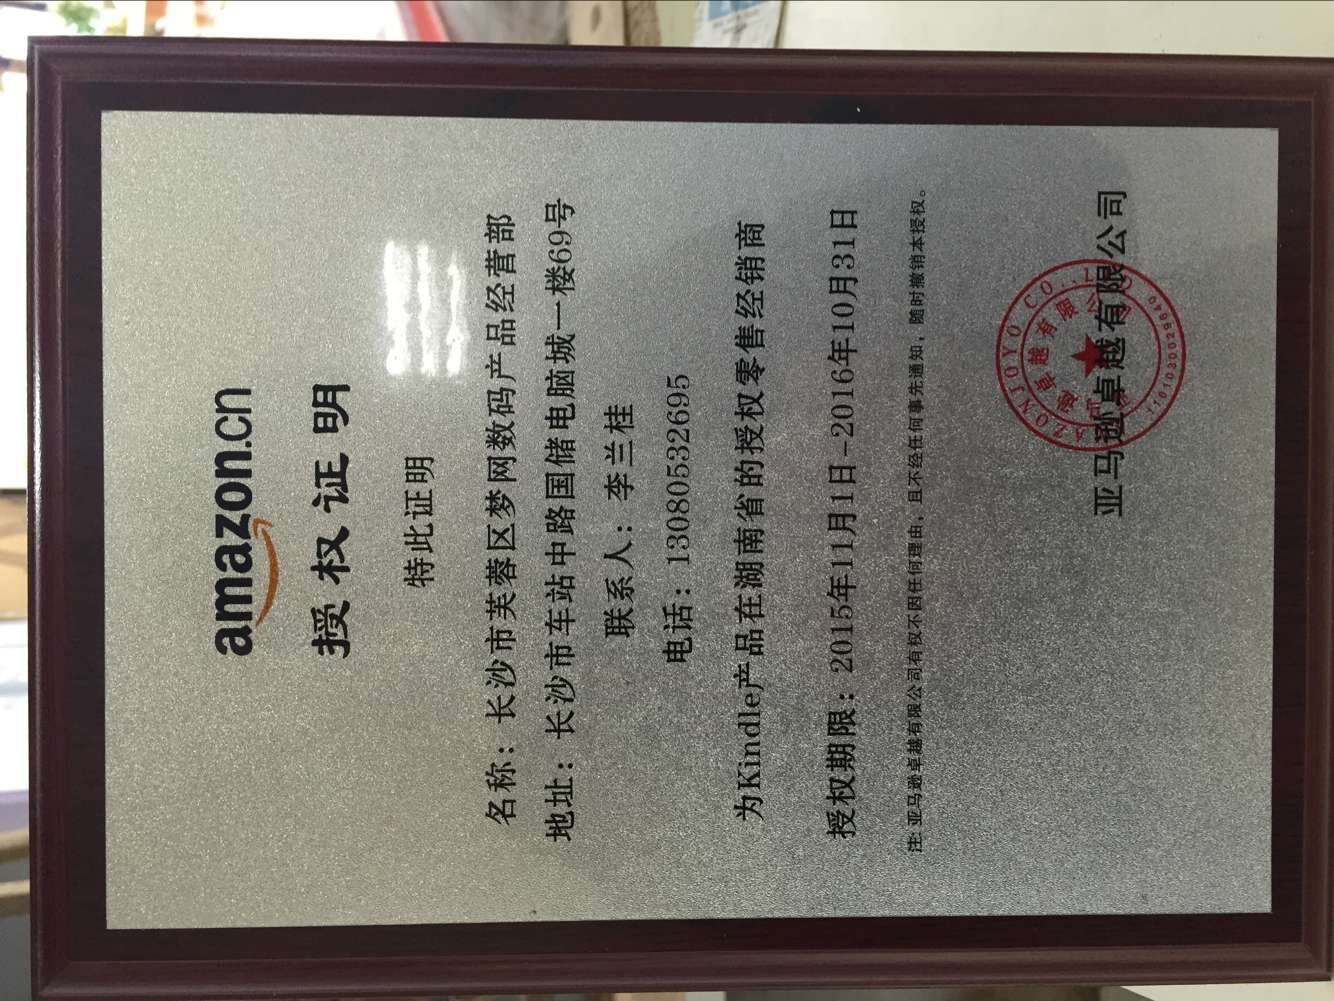 amazon.cn
授权证明
特此证明
名称：长沙市芙蓉区梦网数码产品经营部
地址：长沙市车站中路国储电脑城一楼69号
联系人：李兰桂
电话：13080532695
为Kindle产品在湖南省的授权零售经销商
授权期限：2015年11月1日-2016年10月31日
注:亚马逊卓越有限公司有权不因任何理由，且不经任何事先通知，随时撤销本授权。
亚马逊卓越有限公司